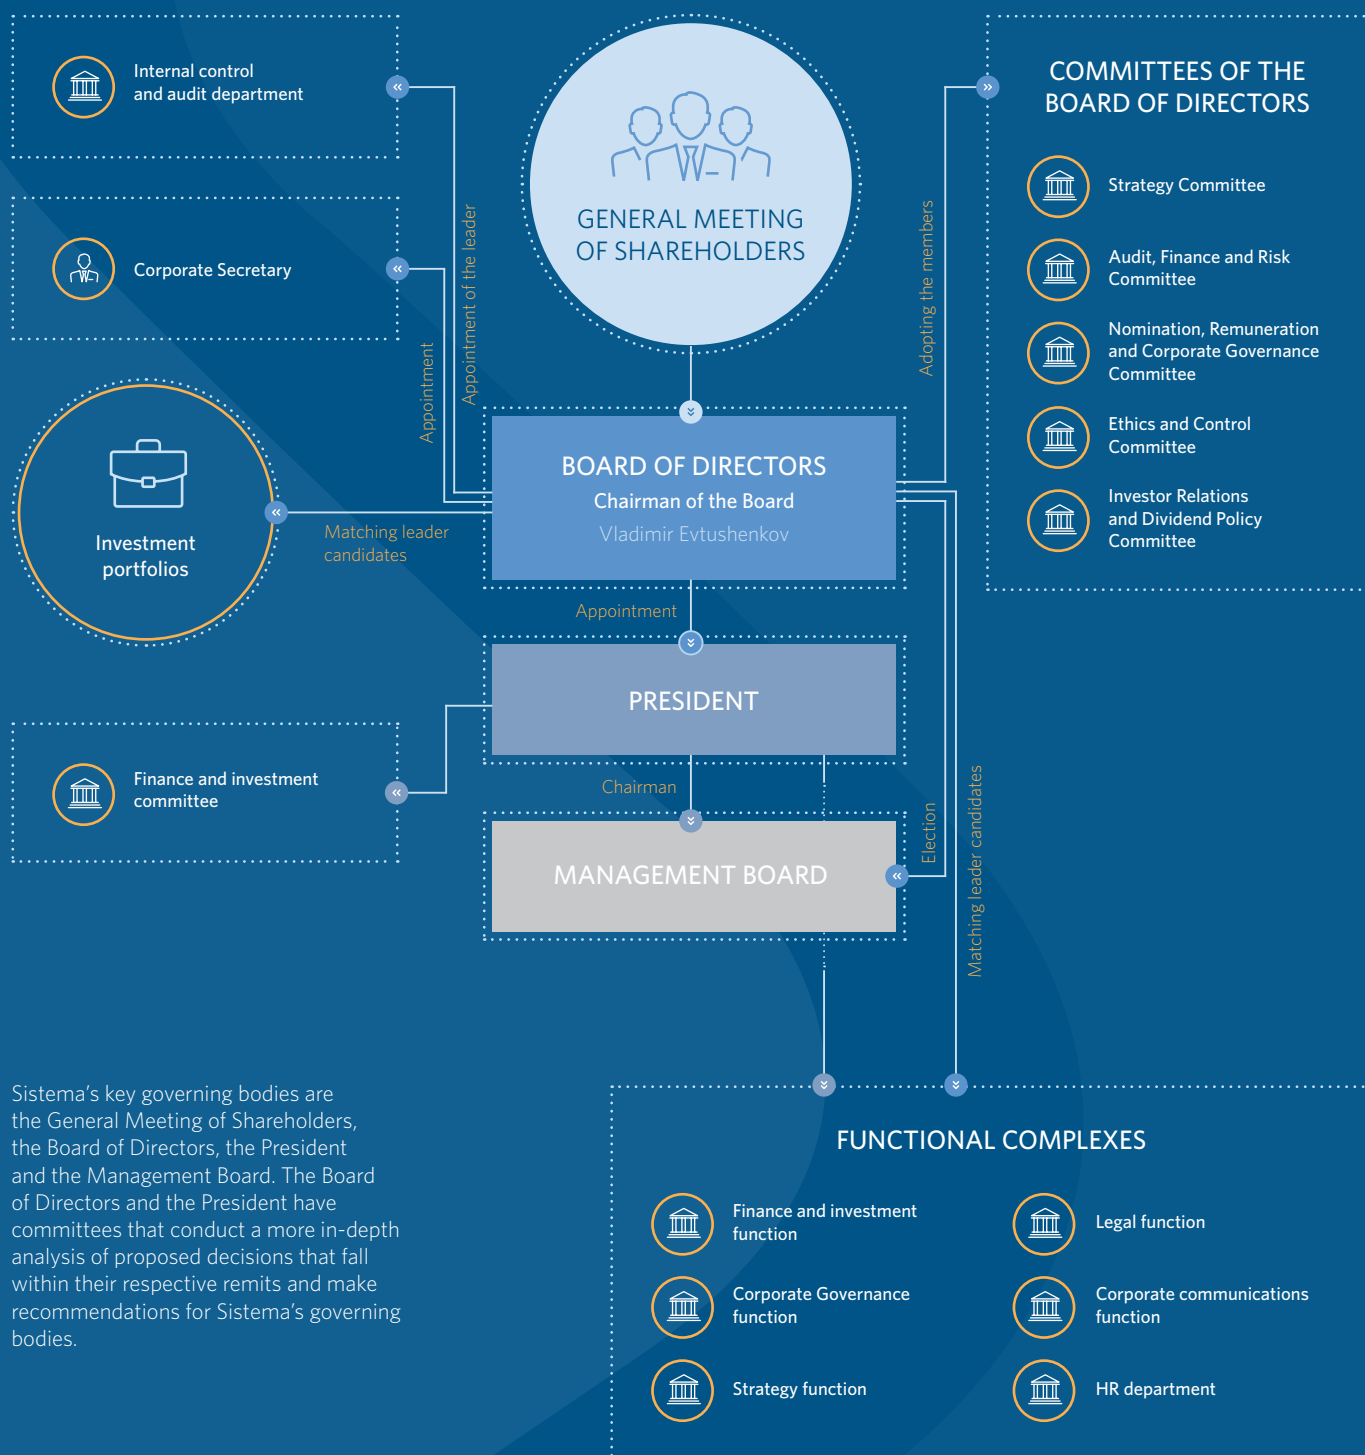 Internal control
and audit department
Corporate Secretary
Appointment of the leader
Appointment
GENERAL MEETING
OF SHAREHOLDERS
Adopting the members
COMMITTEES OF THE
BOARD OF DIRECTORS
Strategy Committee
Audit, Finance and Risk
Committee
Nomination, Remuneration
and Corporate Governance
Committee
Ethics and Control
Committee
Investor Relations
and Dividend Policy
Committee
Investment
portfolios
Matching leader
candidates
BOARD OF DIRECTORS
Chairman of the Board
Vladimir Evtushenkov
Appointment
PRESIDENT
Finance and investment
committee
Chairman
MANAGEMENT BOARD
Election
Matching leader candidates
Sistema's key governing bodies are
the General Meeting of Shareholders,
the Board of Directors, the President
and the Management Board. The Board
of Directors and the President have
committees that conduct a more in-depth
analysis of proposed decisions that fall
within their respective remits and make
recommendations for Sistema's governing
bodies.
FUNCTIONAL COMPLEXES
Finance and investment
function
Corporate Governance
function
Strategy function
Legal function
Corporate communications
function
HR department